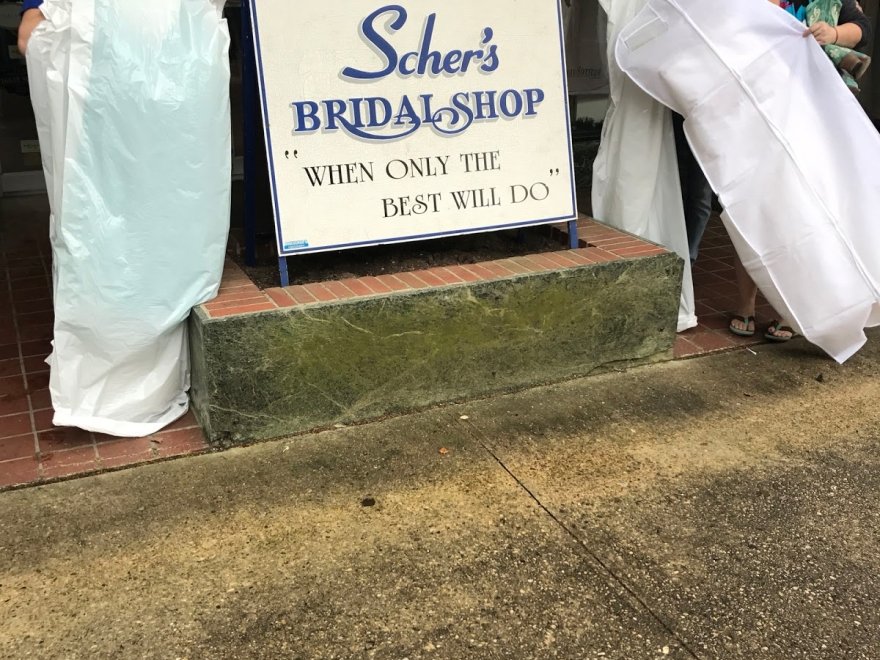 Scher's
BRIDAL SHOP
"WHEN ONLY THE
BEST WILL DO"